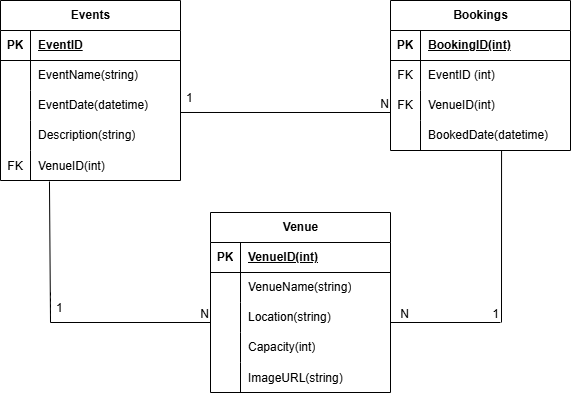 Events
PK EventID
EventName(string)
EventDate(datetime)
Description(string)
FK VenueID(int)
Bookings
PK BookingID(int)
FK EventID (int)
FK VenueID(int)
BookedDate(datetime)
1 N
Venue
PK VenueID(int)
VenueName(string)
Location(string)
Capacity(int)
ImageURL(string)
1 N
N 1